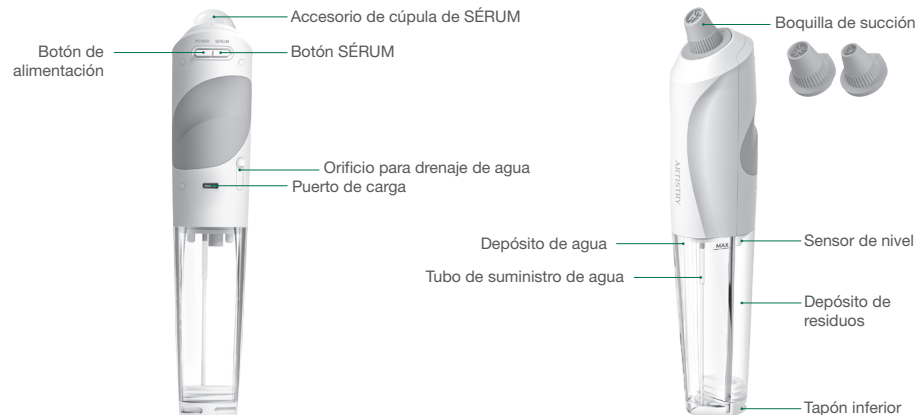 Accesorio de cúpula de SÉRUM
Botón de
alimentación
POWER SERUM
Botón SÉRUM
Orificio para drenaje de agua
Puerto de carga
Boquilla de succión
ARTISTRY
Depósito de agua
MAX
Sensor de nivel
Tubo de suministro de agua
Depósito de
residuos
Tapón inferior